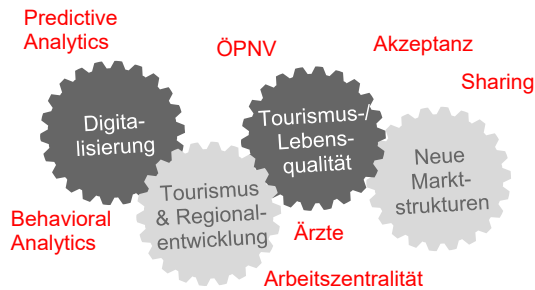 Predictive
Analytics
ÖPNV
Akzeptanz
Sharing
Digita-
lisierung
Tourismus-/
Lebens-
qualität
Neue
Markt-
strukturen
Tourismus
& Regional-
entwicklung
Behavioral
Analytics
Ärzte
Arbeitszentralität